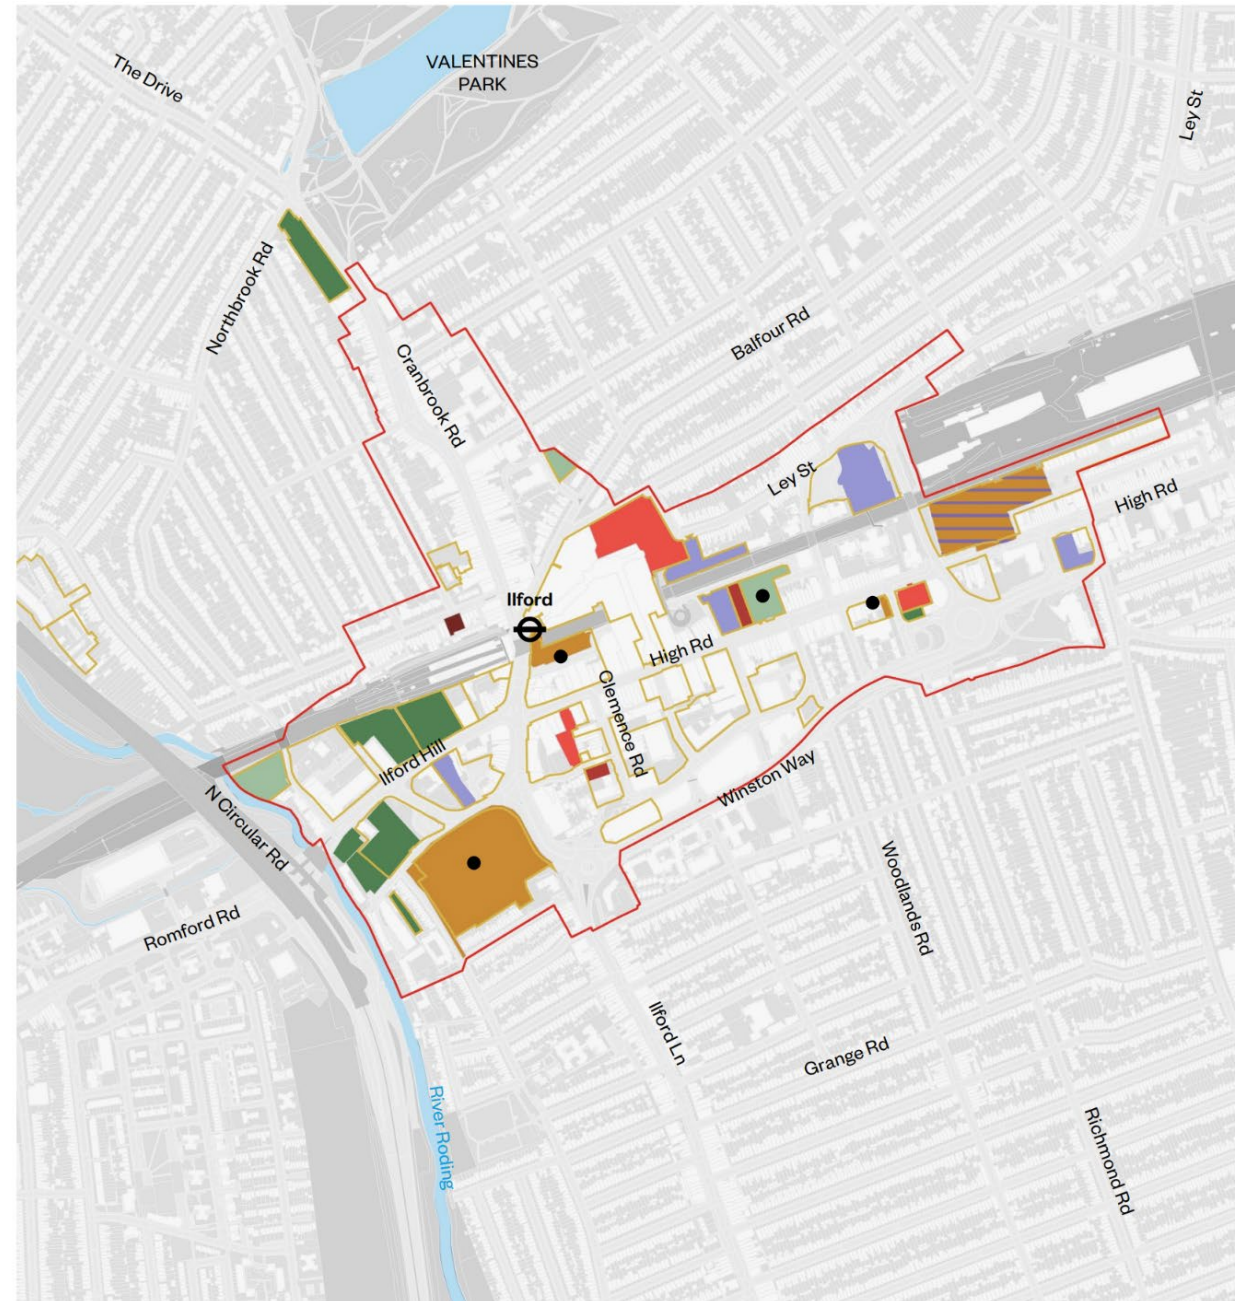 The Drive
VALENTINES
PARK
Ley St
Northbrook Rd
Balfour Rd
Cranbrook Rd
Ley St
High Rd
Ilford
High Rd
Clemence Rd
Ilford Hill
Winston Way
N Circular Rd
Woodlands Rd
Romford Rd
Ilford Ln
Grange Rd
River Roding
Richmond Rd